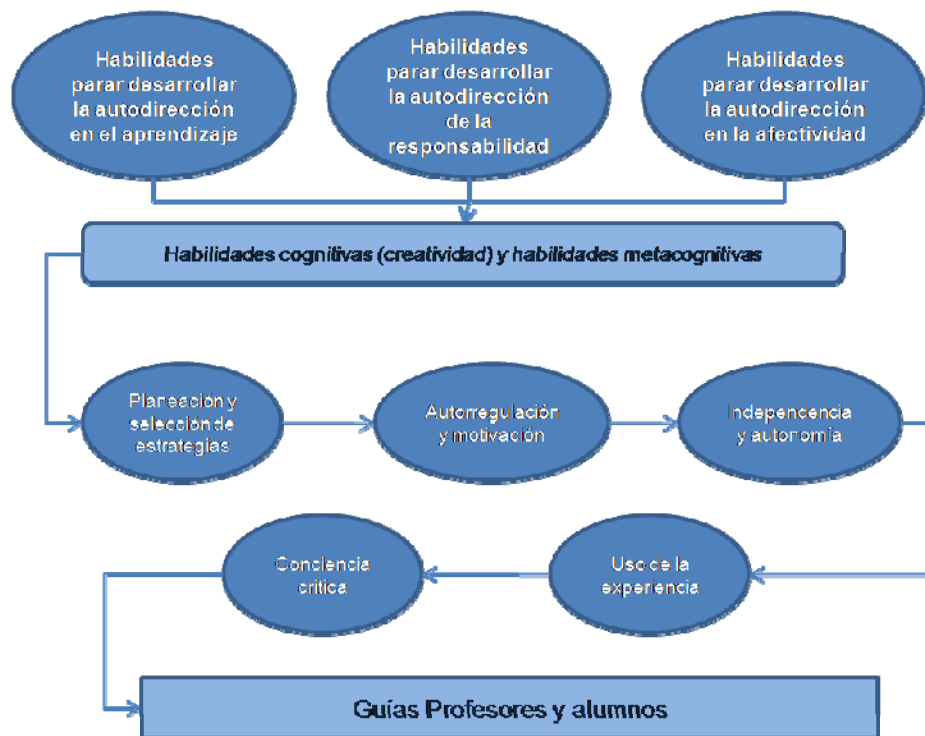 Habilidades
parar desarrollar
la autodirección
en el aprendizaje
Habilidades
parar desarrollar
la autodirección
de la
responsabilidad
Habilidades
parar desarrollar
la autodirección
en la afectividad
Habilidades cognitivas (creatividad) y habilidades metacognitivas
Planeación y
selección de
estrategias
Autorregulación
y motivación
Independencia
y autonomía
Conciencia
critica
Uso de la
experiencia
Guías Profesores y alumnos